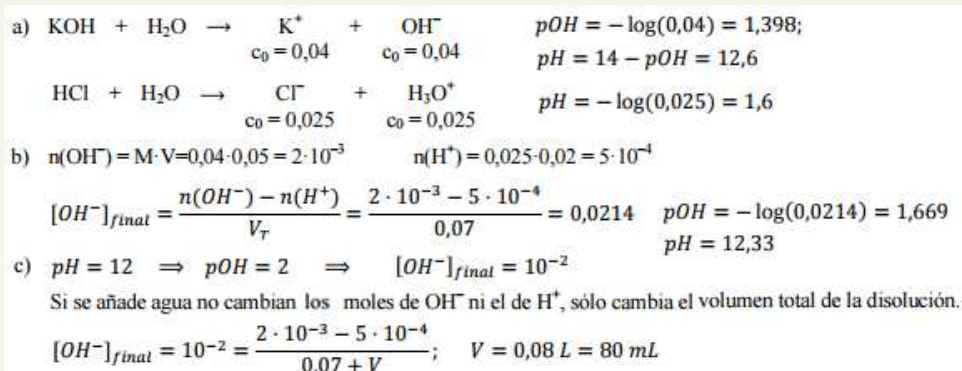 a) KOH + H₂O → K⁺ + OH⁻ pOH = − log(0,04) = 1,398;
c₀ = 0,04 c₀ = 0,04 pH = 14 − pOH = 12,6
HCl + H₂O → Cl⁻ + H₃O⁺ pH = − log(0,025) = 1,6
c₀ = 0,025 c₀ = 0,025
b) n(OH⁻) = M·V=0,04·0,05 = 2·10⁻³ n(H⁺) = 0,025·0,02 = 5·10⁻⁴
[OH⁻]final = (n(OH⁻) − n(H⁺))/V_T = (2 · 10⁻³ − 5 · 10⁻⁴)/0,07 = 0,0214 pOH = − log(0,0214) = 1,669
pH = 12,33
c) pH = 12 ⟹ pOH = 2 ⟹ [OH⁻]final = 10⁻²
Si se añade agua no cambian los moles de OH⁻ ni el de H⁺, sólo cambia el volumen total de la disolución.
[OH⁻]final = 10⁻² = (2 · 10⁻³ − 5 · 10⁻⁴)/(0,07 + V); V = 0,08 L = 80 mL